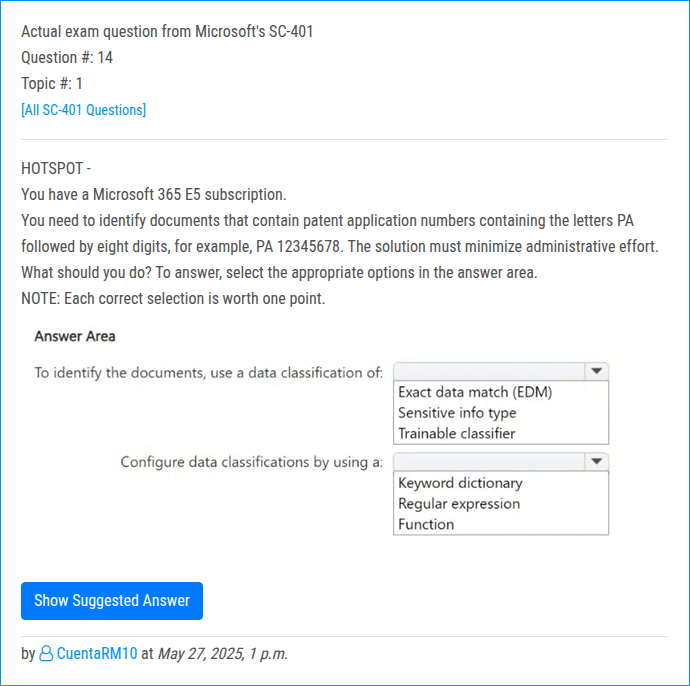 Actual exam question from Microsoft's SC-401
Question #: 14
Topic #: 1
[All SC-401 Questions]
HOTSPOT -
You have a Microsoft 365 E5 subscription.
You need to identify documents that contain patent application numbers containing the letters PA
followed by eight digits, for example, PA 12345678. The solution must minimize administrative effort.
What should you do? To answer, select the appropriate options in the answer area.
NOTE: Each correct selection is worth one point.
Answer Area
To identify the documents, use a data classification of:
Exact data match (EDM)
Sensitive info type
Trainable classifier
Configure data classifications by using a:
Keyword dictionary
Regular expression
Function
Show Suggested Answer
by CuentaRM10 at May 27, 2025, 1 p.m.